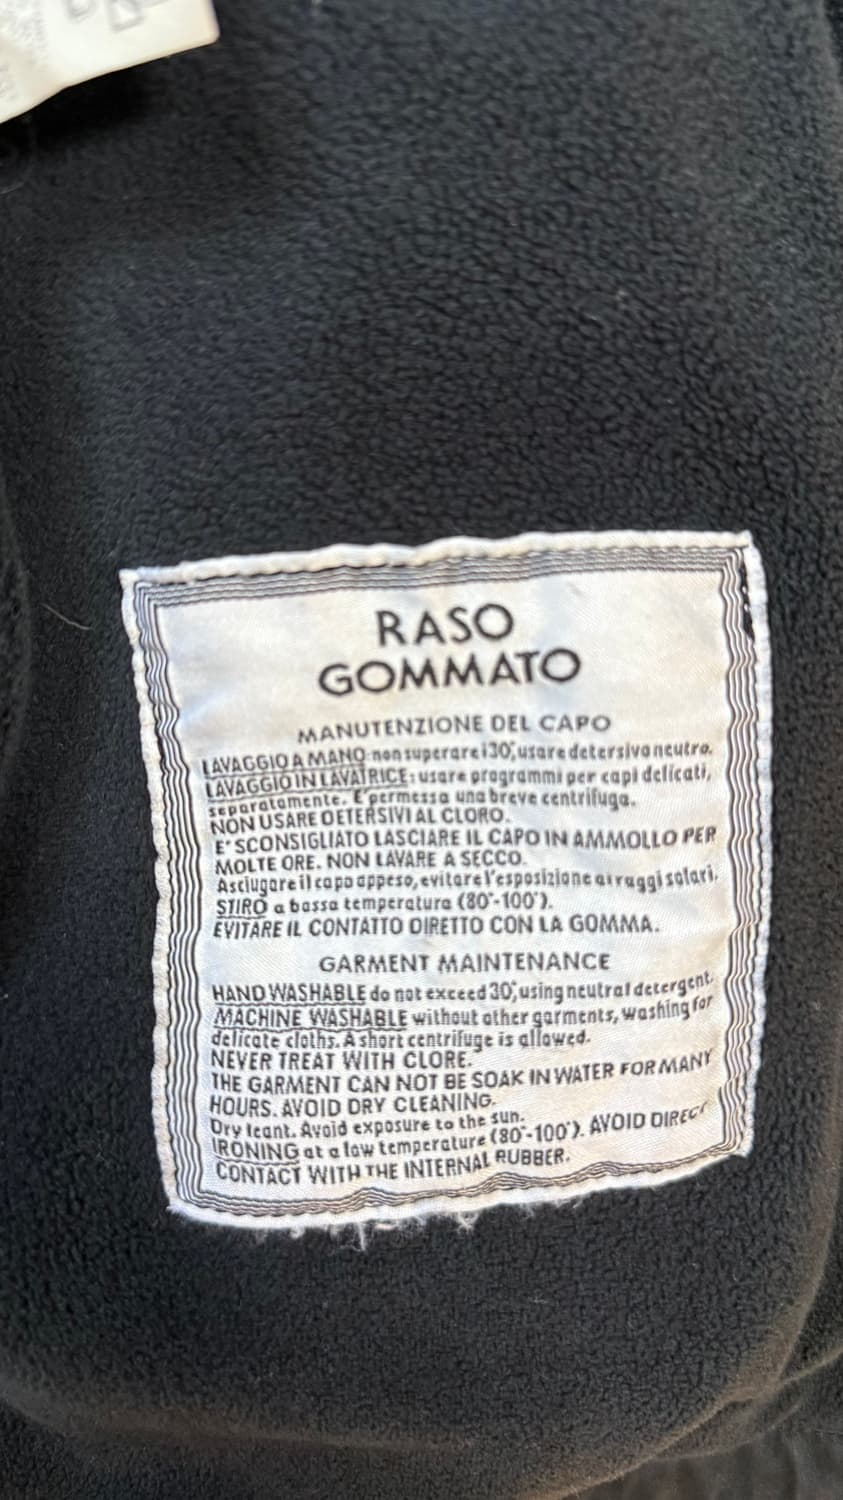 RASO
GOMMATO
MANUTENZIONE DEL CAPO
LAVAGGIO A MANO non superare i 30°, usare detersivo neutro.
LAVAGGIO IN LAVATRICE: usare programmi per capi delicati,
separatamente. E' permessa una breve centrifuga.
NON USARE DETERSIVI AL CLORO.
E' SCONSIGLIATO LASCIARE IL CAPO IN AMMOLLO PER
MOLTE ORE. NON LAVARE A SECCO.
Asciugare il capo appeso, evitare l'esposizione ai raggi solari.
STIRO a bassa temperatura (80°-100°).
EVITARE IL CONTATTO DIRETTO CON LA GOMMA.
GARMENT MAINTENANCE
HAND WASHABLE do not exceed 30°, using neutral detergent.
MACHINE WASHABLE without other garments, washing for
delicate cloths. A short centrifuge is allowed.
NEVER TREAT WITH CLORE.
THE GARMENT CAN NOT BE SOAK IN WATER FOR MANY
HOURS. AVOID DRY CLEANING.
Dry leant. Avoid exposure to the sun.
IRONING at a low temperature (80°-100°). AVOID DIRECT
CONTACT WITH THE INTERNAL RUBBER.